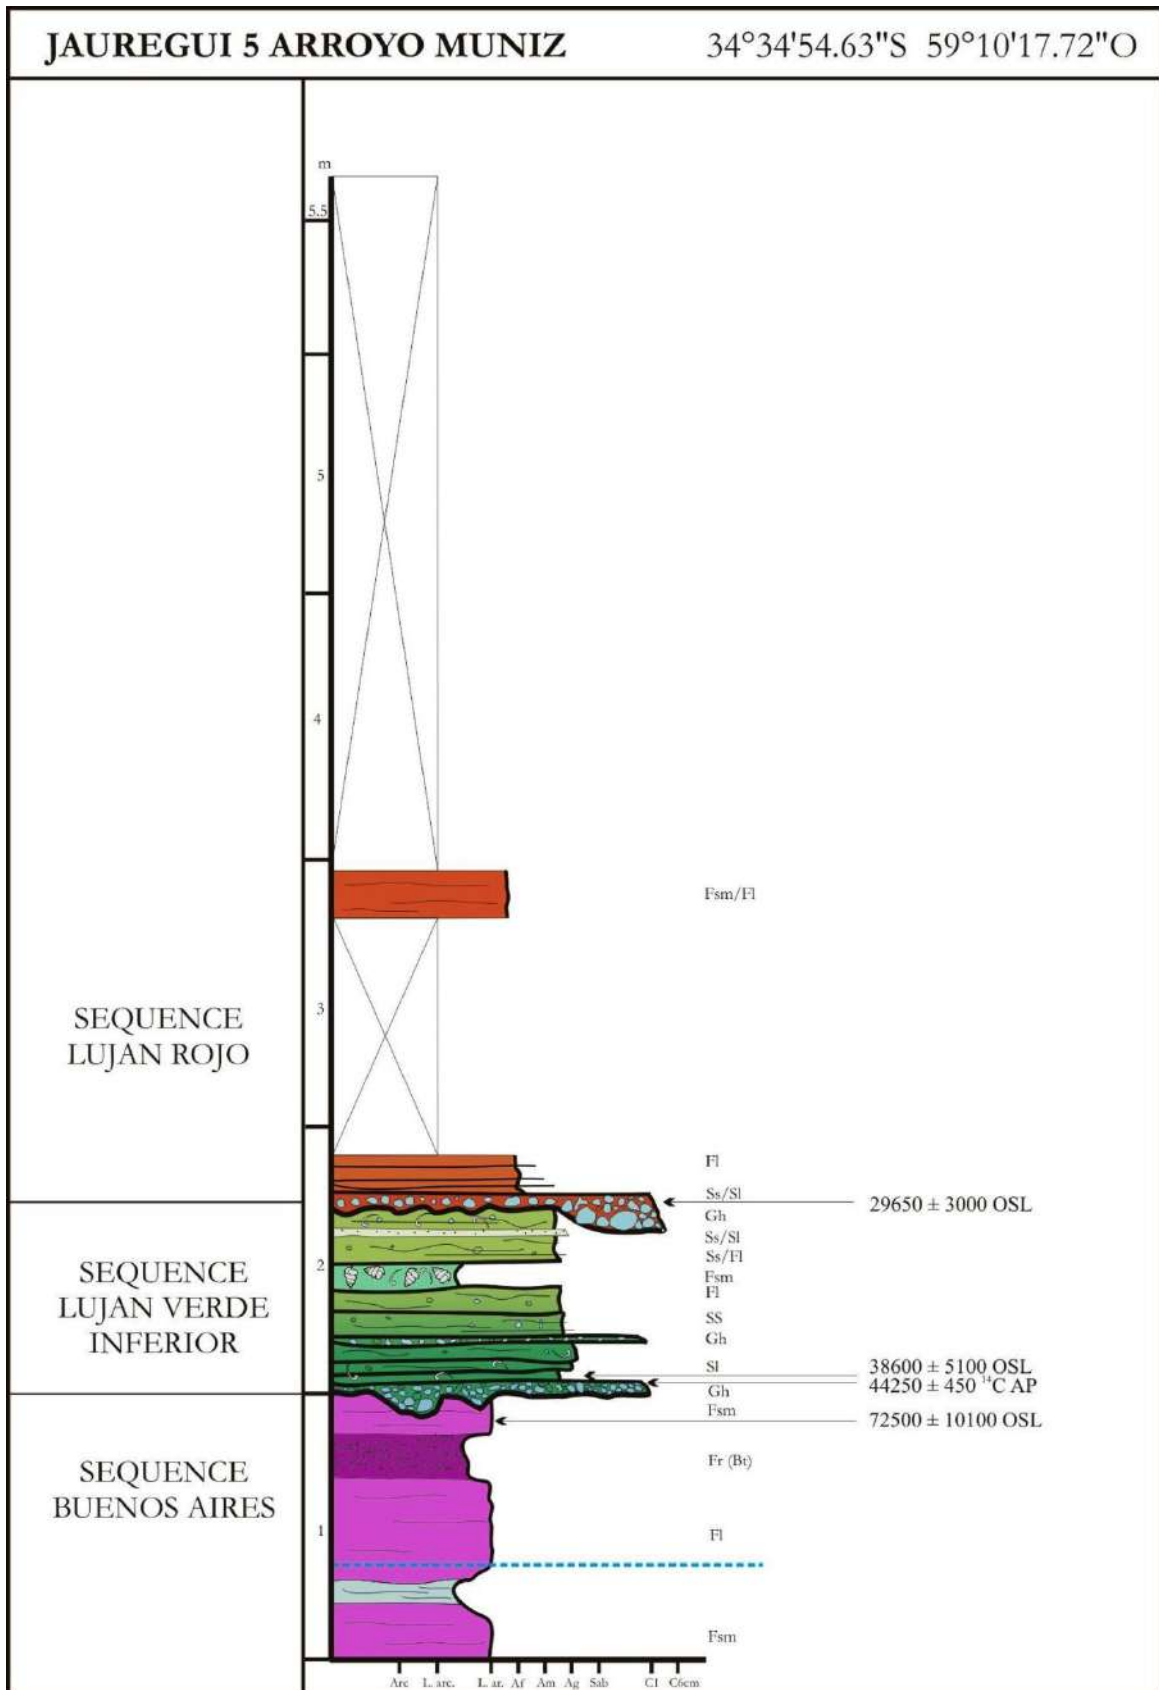 JAUREGUI 5 ARROYO MUNIZ 34°34'54.63"S 59°10'17.72"O
m
5.5
5
4
Fsm/Fl
SEQUENCE
LUJAN ROJO
3
Fl
Ss/Sl
29650 ± 3000 OSL
Gh
Ss/Sl
Ss/Fl
SEQUENCE
LUJAN VERDE
INFERIOR
2
Fsm
Fl
SS
Gh
Sl
38600 ± 5100 OSL
44250 ± 450 ¹⁴C AP
Gh
Fsm
72500 ± 10100 OSL
Fr (Bt)
SEQUENCE
BUENOS AIRES
1
Fl
Fsm
Arc L. arc. L. ar. Af Am Ag Sab C1 C6cm